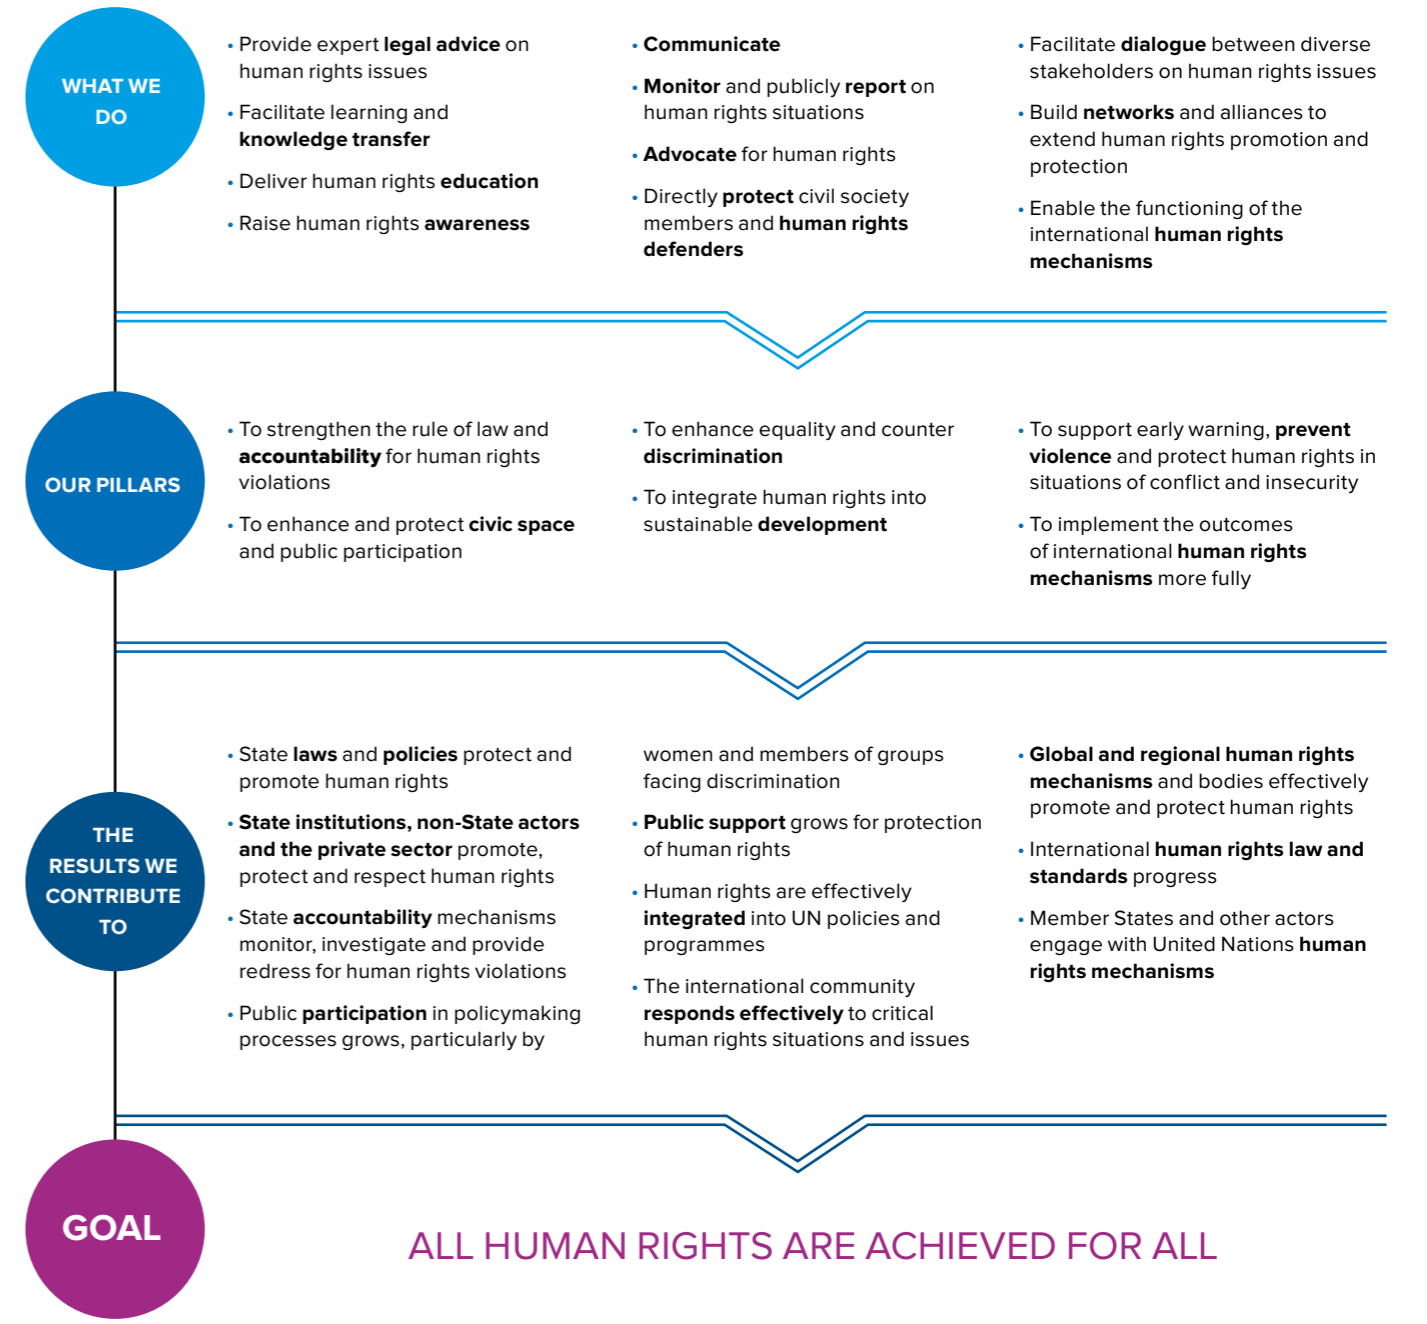 WHAT WE
DO
• Provide expert legal advice on
human rights issues
• Facilitate learning and
knowledge transfer
• Deliver human rights education
• Raise human rights awareness
• Communicate
• Monitor and publicly report on
human rights situations
• Advocate for human rights
• Directly protect civil society
members and human rights
defenders
• Facilitate dialogue between diverse
stakeholders on human rights issues
• Build networks and alliances to
extend human rights promotion and
protection
• Enable the functioning of the
international human rights
mechanisms
OUR PILLARS
• To strengthen the rule of law and
accountability for human rights
violations
• To enhance and protect civic space
and public participation
• To enhance equality and counter
discrimination
• To integrate human rights into
sustainable development
• To support early warning, prevent
violence and protect human rights in
situations of conflict and insecurity
• To implement the outcomes
of international human rights
mechanisms more fully
THE
RESULTS WE
CONTRIBUTE
TO
• State laws and policies protect and
promote human rights
• State institutions, non-State actors
and the private sector promote,
protect and respect human rights
• State accountability mechanisms
monitor, investigate and provide
redress for human rights violations
• Public participation in policymaking
processes grows, particularly by
women and members of groups
facing discrimination
• Public support grows for protection
of human rights
• Human rights are effectively
integrated into UN policies and
programmes
• The international community
responds effectively to critical
human rights situations and issues
• Global and regional human rights
mechanisms and bodies effectively
promote and protect human rights
• International human rights law and
standards progress
• Member States and other actors
engage with United Nations human
rights mechanisms
GOAL
ALL HUMAN RIGHTS ARE ACHIEVED FOR ALL